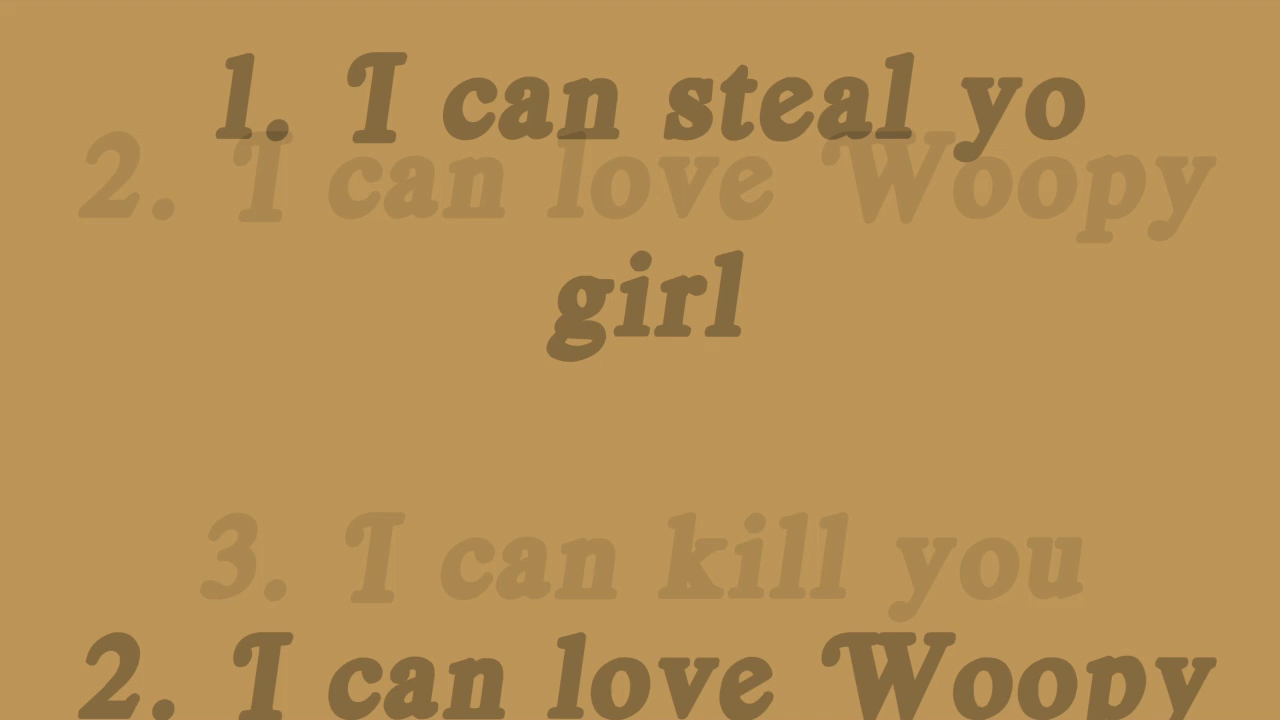 1. I can steal yo
2. I can love Woopy
girl
3. I can kill you
2. I can love Woopy